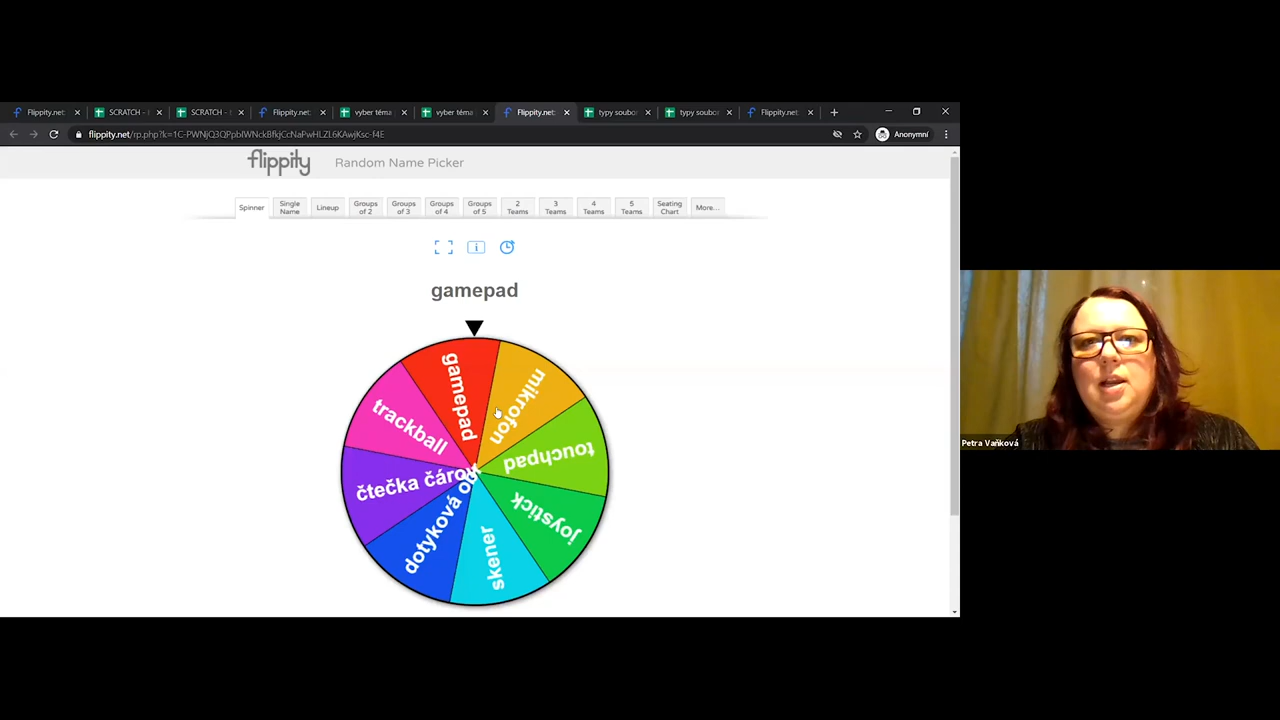 Flippity.net:
SCRATCH - t
SCRATCH - t
Flippity.net:
vyber téma
vyber téma
Flippity.net:
typy soubor
typy soubor
Flippity.net:
Anonymní
flippity
Random Name Picker
Spinner
Single Name
Lineup
Groups of 2
Groups of 3
Groups of 4
Groups of 5
2 Teams
3 Teams
4 Teams
5 Teams
Seating Chart
More...
gamepad
gamepad
mikrofon
touchpad
joystick
skener
dotyková
čtečka
trackball
Petra Vaňková